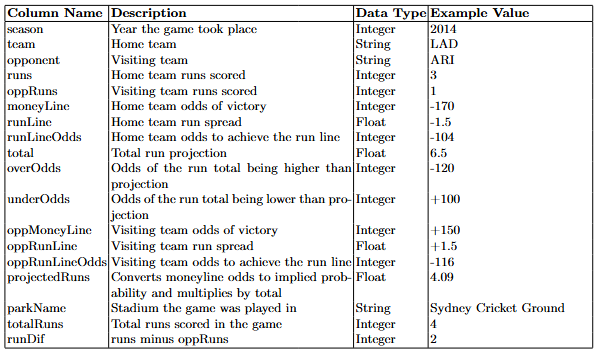 Column Name Description Data Type Example Value
season Year the game took place Integer 2014
team Home team String LAD
opponent Visiting team String ARI
runs Home team runs scored Integer 3
oppRuns Visiting team runs scored Integer 1
moneyLine Home team odds of victory Integer -170
runLine Home team run spread Float -1.5
runLineOdds Home team odds to achieve the run line Integer -104
total Total run projection Float 6.5
overOdds Odds of the run total being higher than Integer -120
projection
underOdds Odds of the run total being lower than pro- Integer +100
jection
oppMoneyLine Visiting team odds of victory Integer +150
oppRunLine Visiting team run spread Float +1.5
oppRunLineOdds Visiting team odds to achieve the run line Integer -116
projectedRuns Converts moneyline odds to implied prob- Float 4.09
ability and multiplies by total
parkName Stadium the game was played in String Sydney Cricket Ground
totalRuns Total runs scored in the game Integer 4
runDif runs minus oppRuns Integer 2